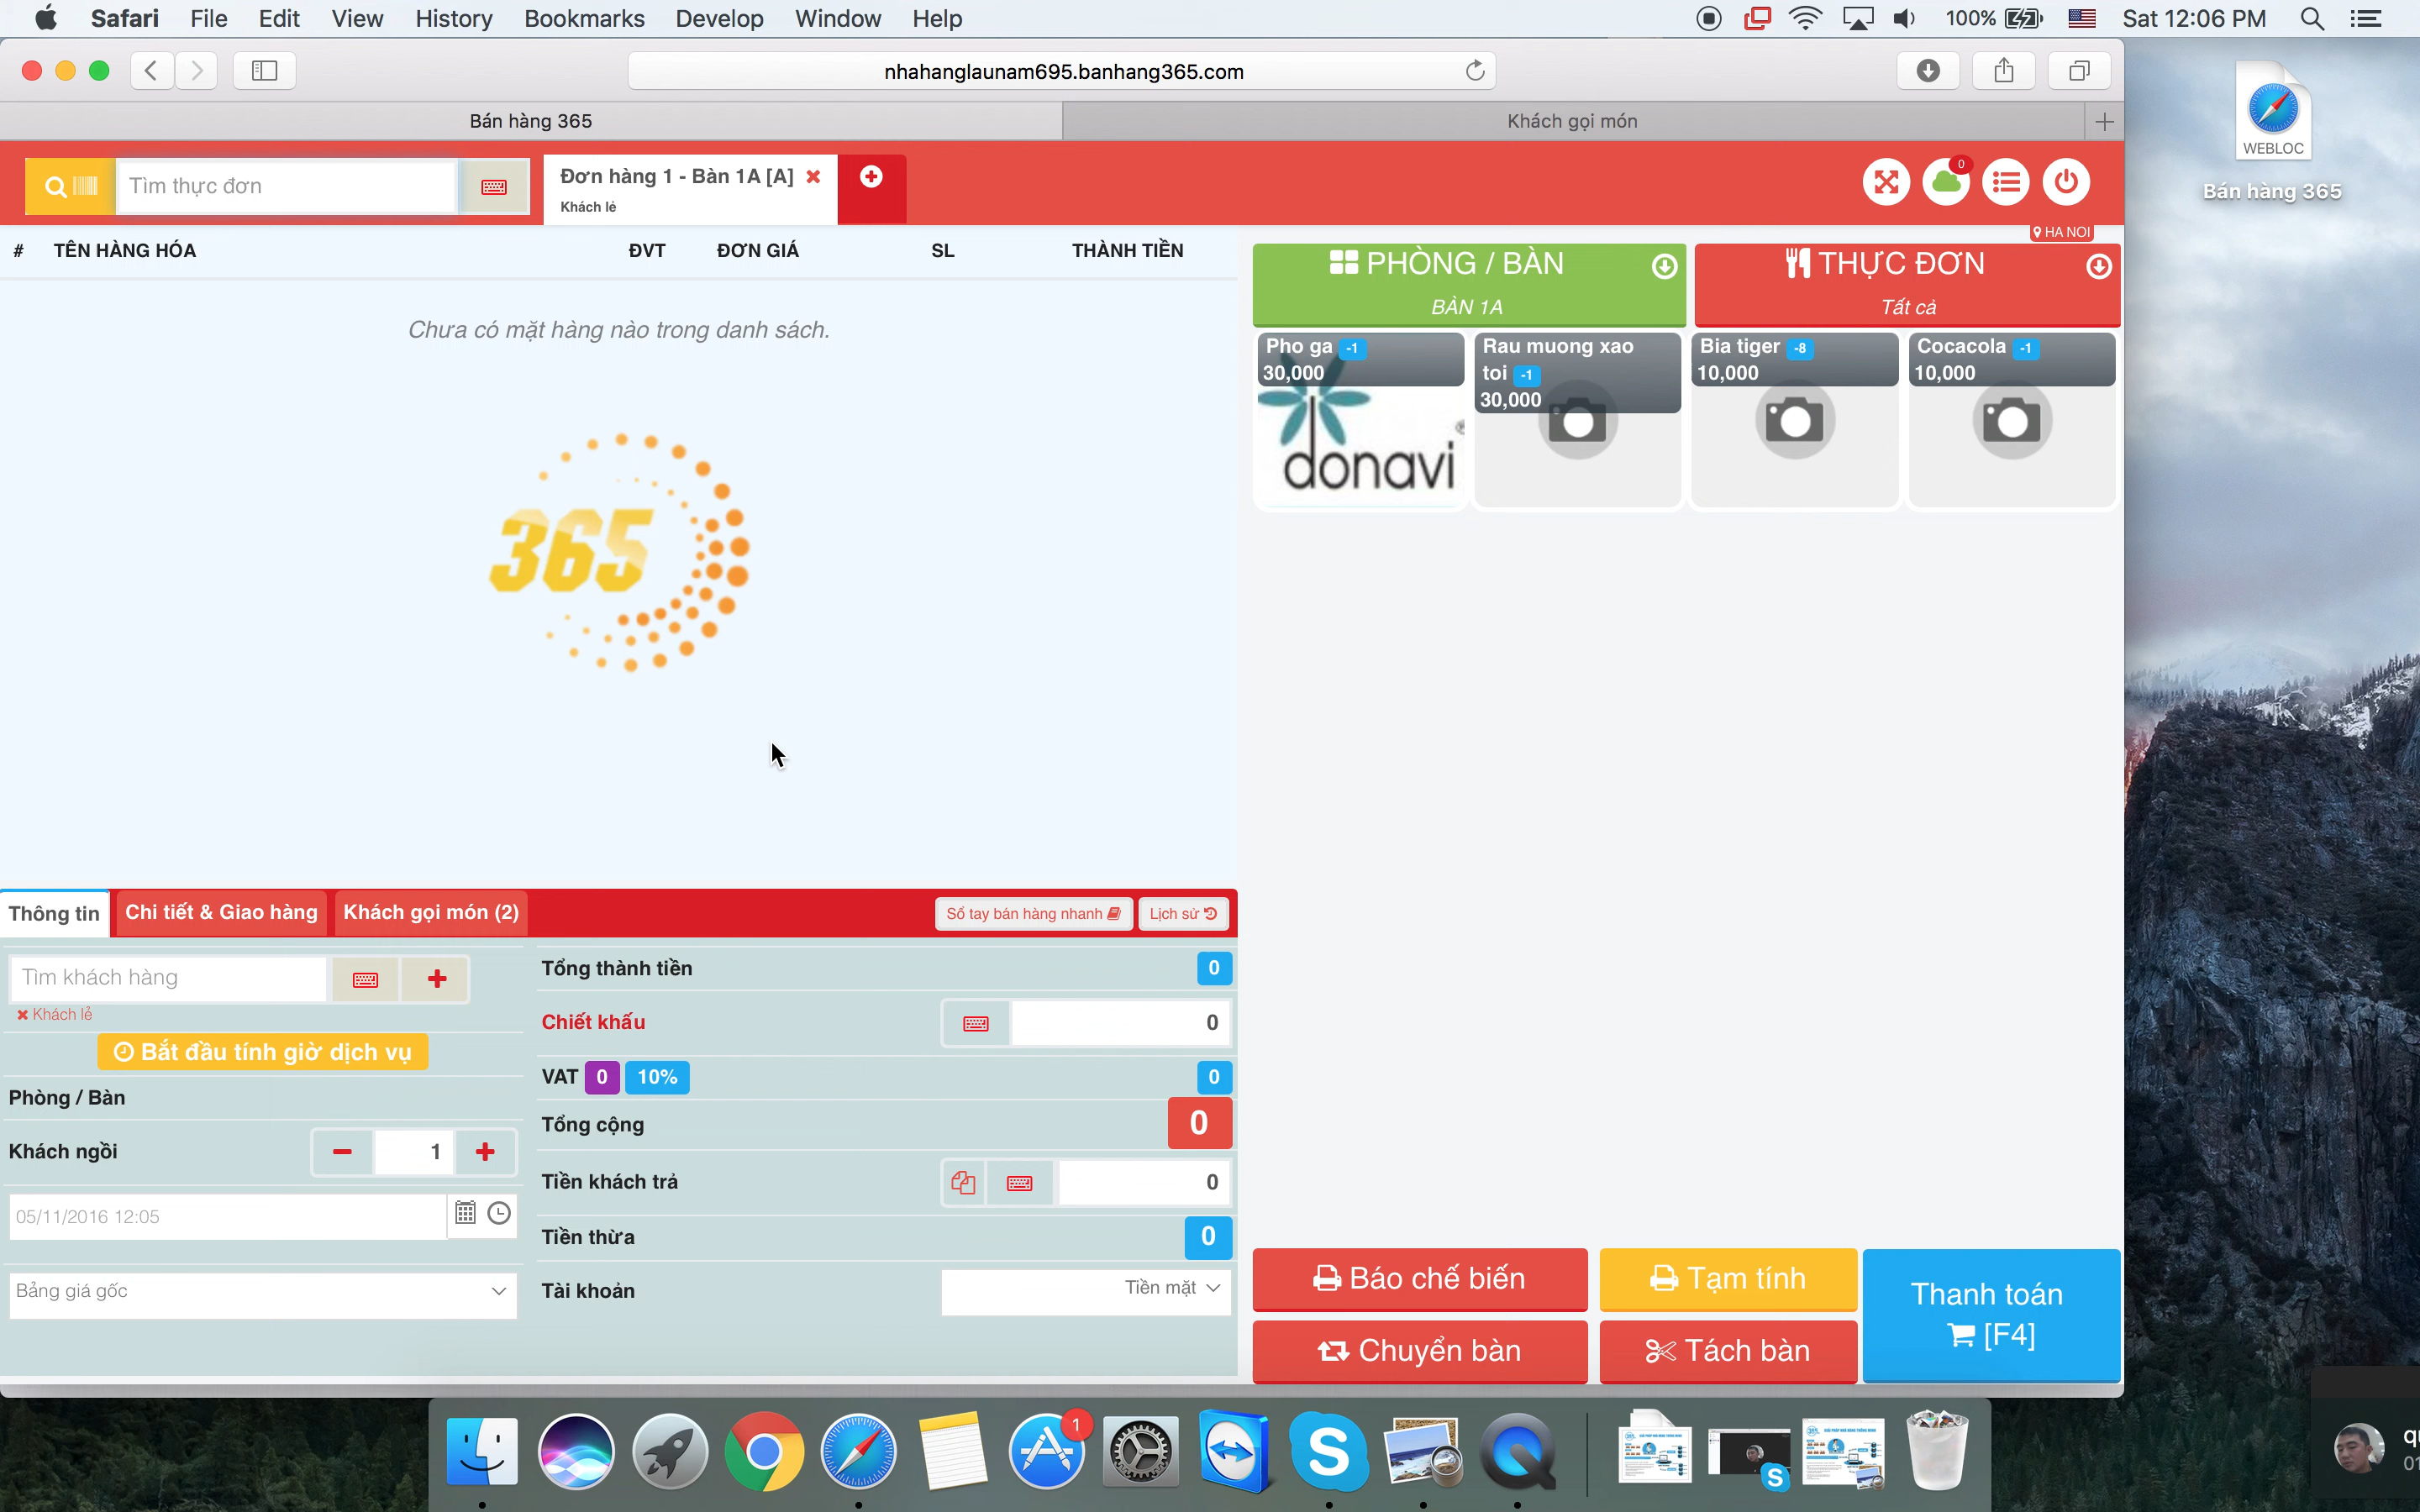 Safari File Edit View History Bookmarks Develop Window Help
100% Sat 12:06 PM
nhahanglaunam695.banhang365.com
Bán hàng 365
Khách gọi món
WEBLOC
Bán hàng 365
Tìm thực đơn
Đơn hàng 1 - Bàn 1A [A]
Khách lẻ
0
HA NOI
# TÊN HÀNG HÓA ĐVT ĐƠN GIÁ SL THÀNH TIỀN
Chưa có mặt hàng nào trong danh sách.
365
PHÒNG / BÀN
BÀN 1A
THỰC ĐƠN
Tất cả
Pho ga -1
30,000
donavi
Rau muong xao
toi -1
30,000
Bia tiger -8
10,000
Cocacola -1
10,000
Thông tin
Chi tiết & Giao hàng
Khách gọi món (2)
Sổ tay bán hàng nhanh
Lịch sử
Tìm khách hàng
Khách lẻ
Bắt đầu tính giờ dịch vụ
Phòng / Bàn
Khách ngồi 1
05/11/2016 12:05
Bảng giá gốc
Tổng thành tiền 0
Chiết khấu 0
VAT 0 10% 0
Tổng cộng 0
Tiền khách trả 0
Tiền thừa 0
Tài khoản Tiền mặt
Báo chế biến
Tạm tính
Thanh toán
[F4]
Chuyển bàn
Tách bàn
1